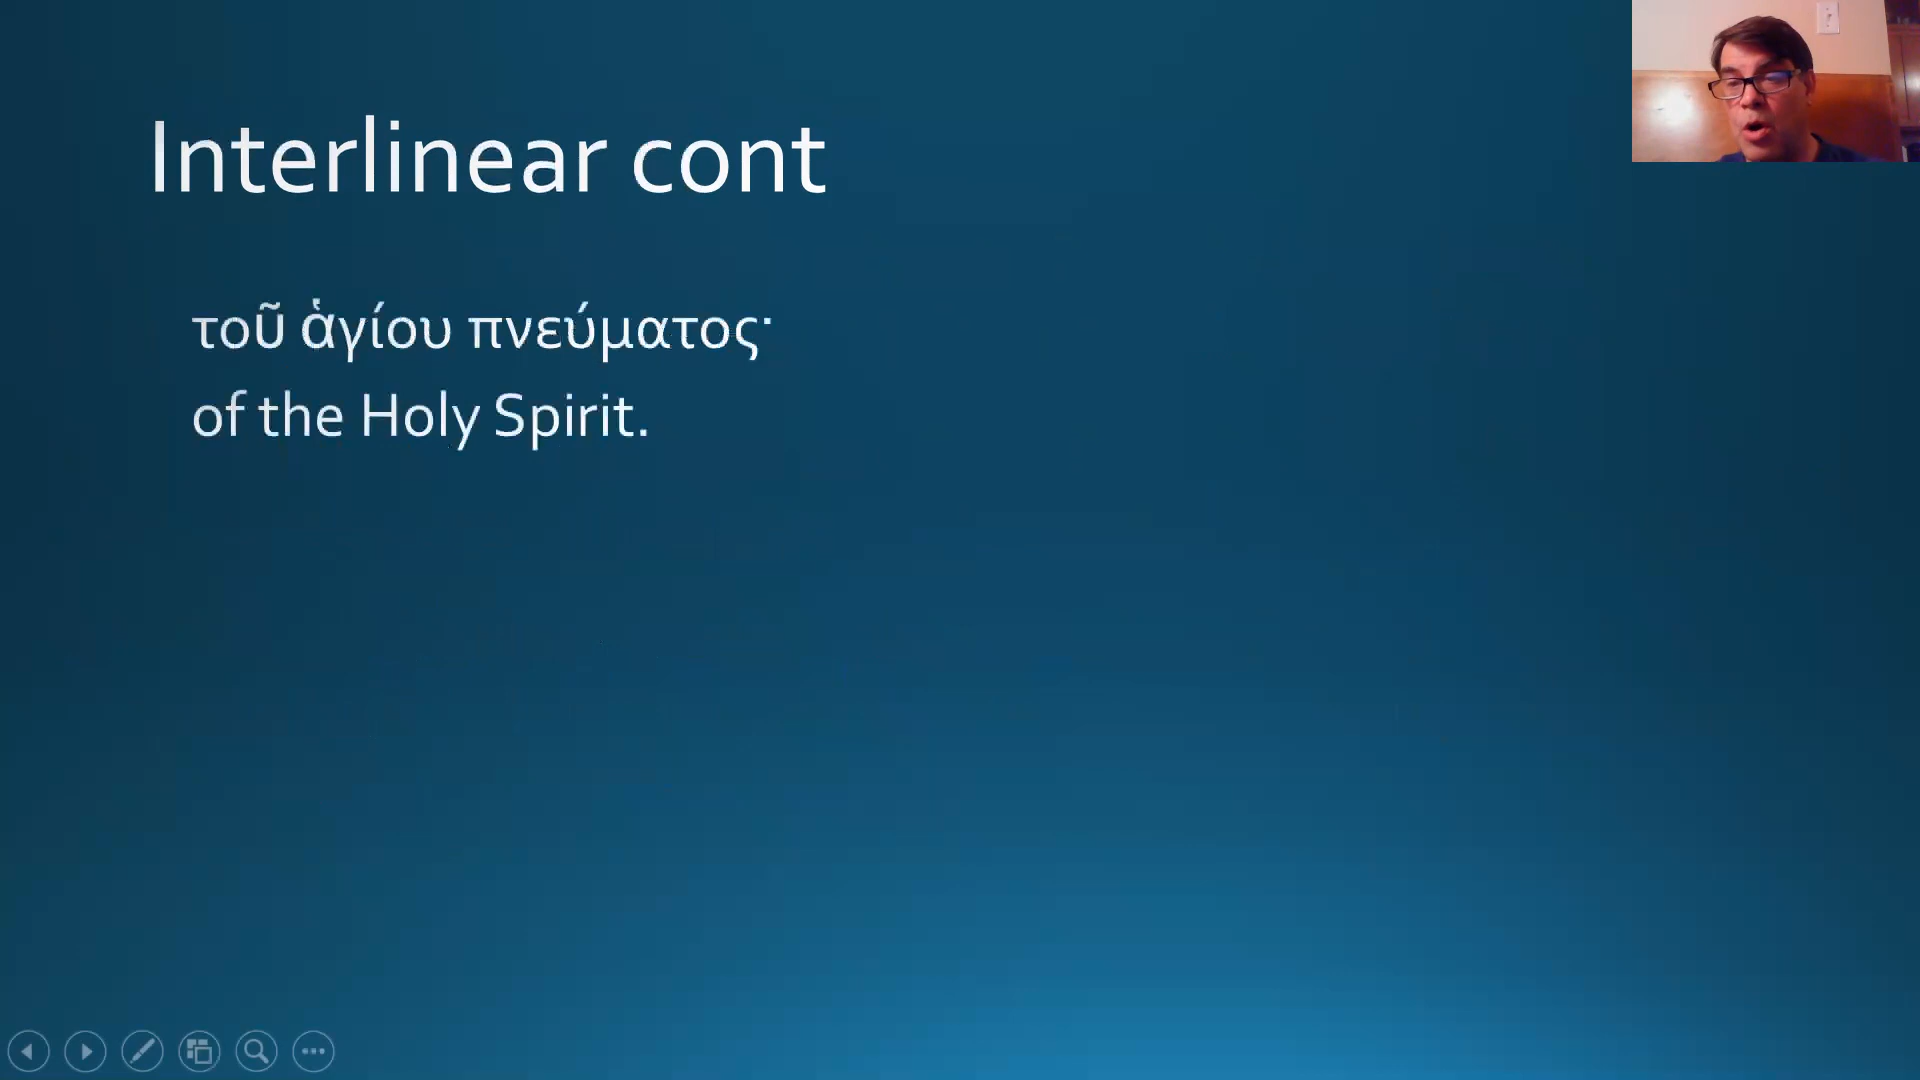 Interlinear cont
τοῦ ἁγίου πνεύματος·
of the Holy Spirit.